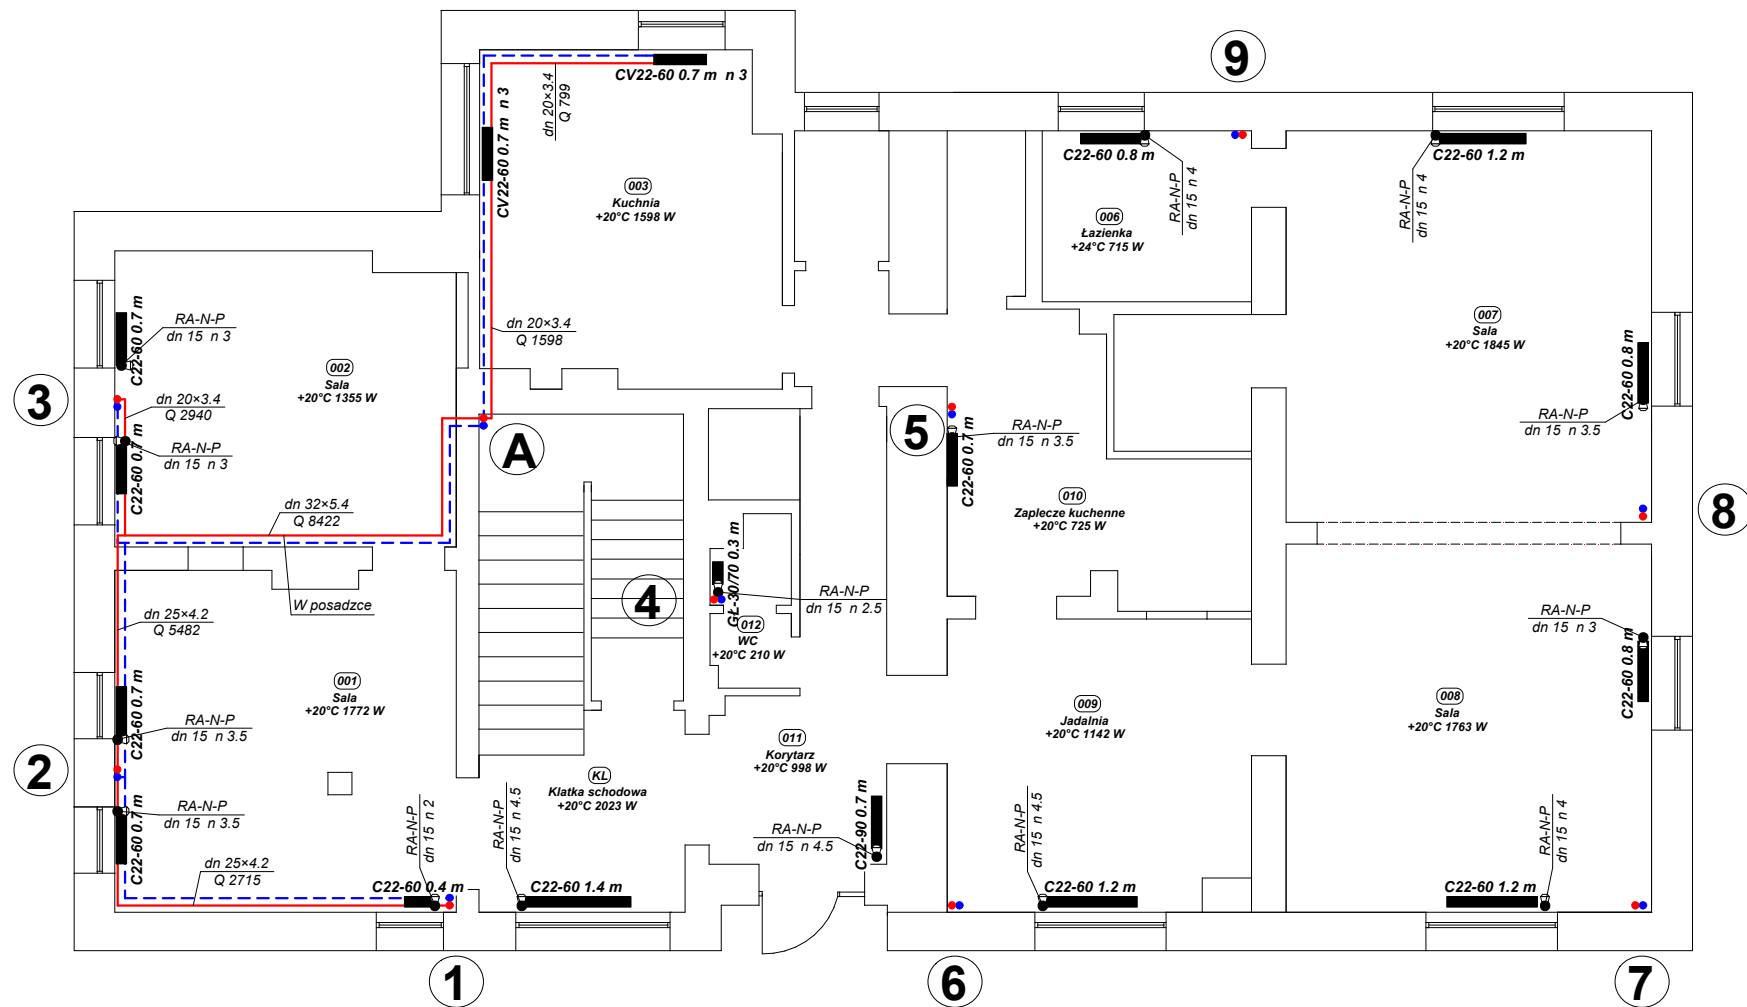 9
CV22-60 0.7 m  n 3
dn 20×3.4
Q 799
CV22-60 0.7 m  n 3
C22-60 0.8 m
RA-N-P
dn 15  n 4
C22-60 1.2 m
RA-N-P
dn 15  n 4
003
Kuchnia
+20°C 1598 W
006
Łazienka
+24°C 715 W
C22-60 0.7 m
RA-N-P
dn 15  n 3
dn 20×3.4
Q 1598
007
Sala
+20°C 1845 W
C22-60 0.8 m
002
Sala
+20°C 1355 W
3
dn 20×3.4
Q 2940
RA-N-P
dn 15  n 3
C22-60 0.7 m
A
5
RA-N-P
dn 15  n 3.5
C22-60 0.7 m
RA-N-P
dn 15  n 3.5
dn 32×5.4
Q 8422
010
Zaplecze kuchenne
+20°C 725 W
8
GŁ-30/70 0.3 m
4
RA-N-P
dn 15  n 2.5
W posadzce
dn 25×4.2
Q 5482
012
WC
+20°C 210 W
RA-N-P
dn 15  n 3
C22-60 0.8 m
001
Sala
+20°C 1772 W
C22-60 0.7 m
RA-N-P
dn 15  n 3.5
009
Jadalnia
+20°C 1142 W
008
Sala
+20°C 1763 W
011
Korytarz
+20°C 998 W
2
KL
Klatka schodowa
+20°C 2023 W
RA-N-P
dn 15  n 3.5
C22-60 0.7 m
RA-N-P
dn 15  n 2
RA-N-P
dn 15  n 4.5
RA-N-P
dn 15  n 4.5
C22-90 0.7 m
RA-N-P
dn 15  n 4.5
RA-N-P
dn 15  n 4
dn 25×4.2
Q 2715
C22-60 0.4 m
C22-60 1.4 m
C22-60 1.2 m
C22-60 1.2 m
1
6
7